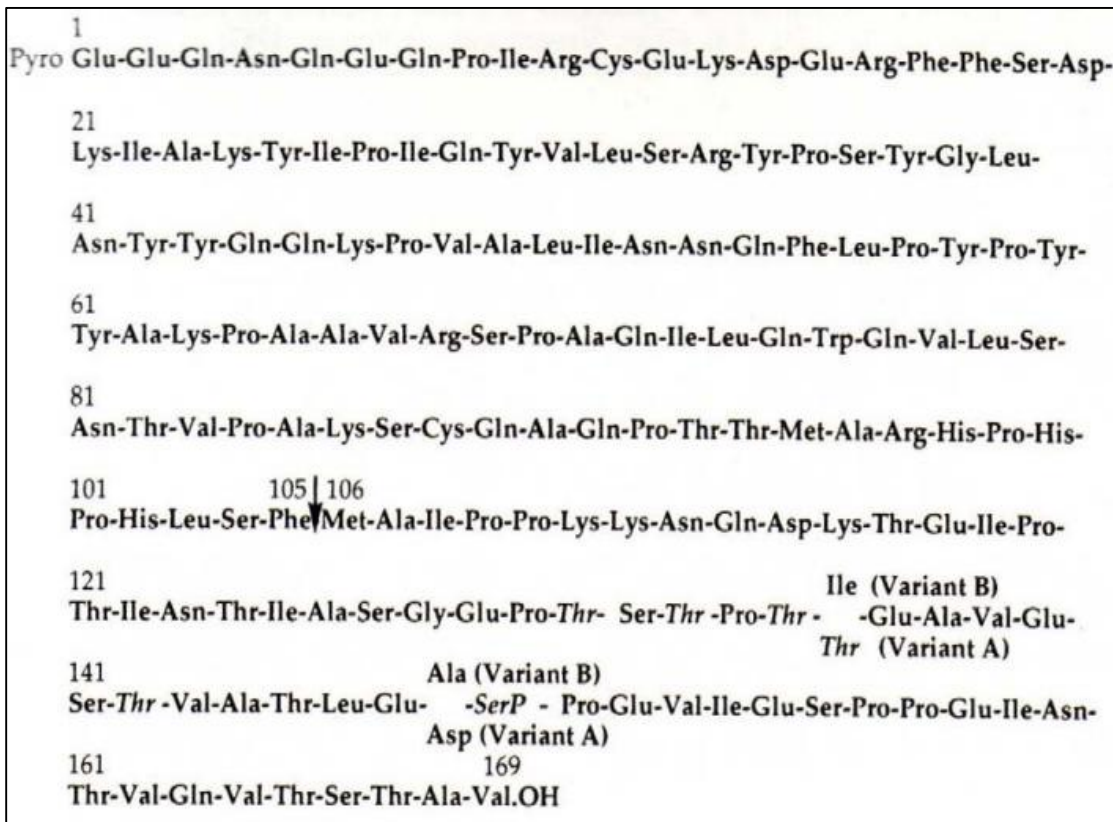 1
Pyro Glu-Glu-Gln-Asn-Gln-Glu-Gln-Pro-Ile-Arg-Cys-Glu-Lys-Asp-Glu-Arg-Phe-Phe-Ser-Asp-
21
Lys-Ile-Ala-Lys-Tyr-Ile-Pro-Ile-Gln-Tyr-Val-Leu-Ser-Arg-Tyr-Pro-Ser-Tyr-Gly-Leu-
41
Asn-Tyr-Tyr-Gln-Gln-Lys-Pro-Val-Ala-Leu-Ile-Asn-Asn-Gln-Phe-Leu-Pro-Tyr-Pro-Tyr-
61
Tyr-Ala-Lys-Pro-Ala-Ala-Val-Arg-Ser-Pro-Ala-Gln-Ile-Leu-Gln-Trp-Gln-Val-Leu-Ser-
81
Asn-Thr-Val-Pro-Ala-Lys-Ser-Cys-Gln-Ala-Gln-Pro-Thr-Thr-Met-Ala-Arg-His-Pro-His-
101 105 106
Pro-His-Leu-Ser-Phe Met-Ala-Ile-Pro-Pro-Lys-Lys-Asn-Gln-Asp-Lys-Thr-Glu-Ile-Pro-
121 Ile (Variant B)
Thr-Ile-Asn-Thr-Ile-Ala-Ser-Gly-Glu-Pro-Thr- Ser-Thr -Pro-Thr - -Glu-Ala-Val-Glu-
Thr (Variant A)
141 Ala (Variant B)
Ser-Thr -Val-Ala-Thr-Leu-Glu- -SerP - Pro-Glu-Val-Ile-Glu-Ser-Pro-Pro-Glu-Ile-Asn-
Asp (Variant A)
161 169
Thr-Val-Gln-Val-Thr-Ser-Thr-Ala-Val.OH